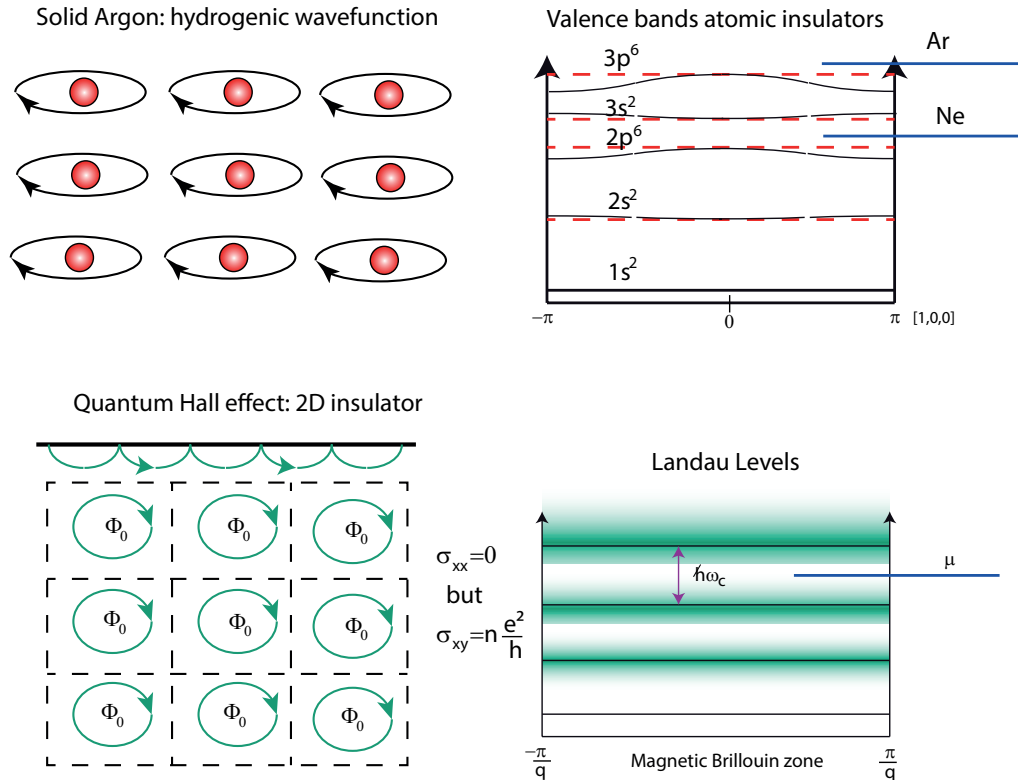 Solid Argon: hydrogenic wavefunction
Valence bands atomic insulators
Ar
3p⁶
3s²
Ne
2p⁶
2s²
1s²
−π
0
π
[1,0,0]
Quantum Hall effect: 2D insulator
Φ₀ Φ₀ Φ₀
Φ₀ Φ₀ Φ₀
Φ₀ Φ₀ Φ₀
σxx=0
but
σxy=n e²/h
Landau Levels
ħωc
μ
−π/q
Magnetic Brillouin zone
π/q